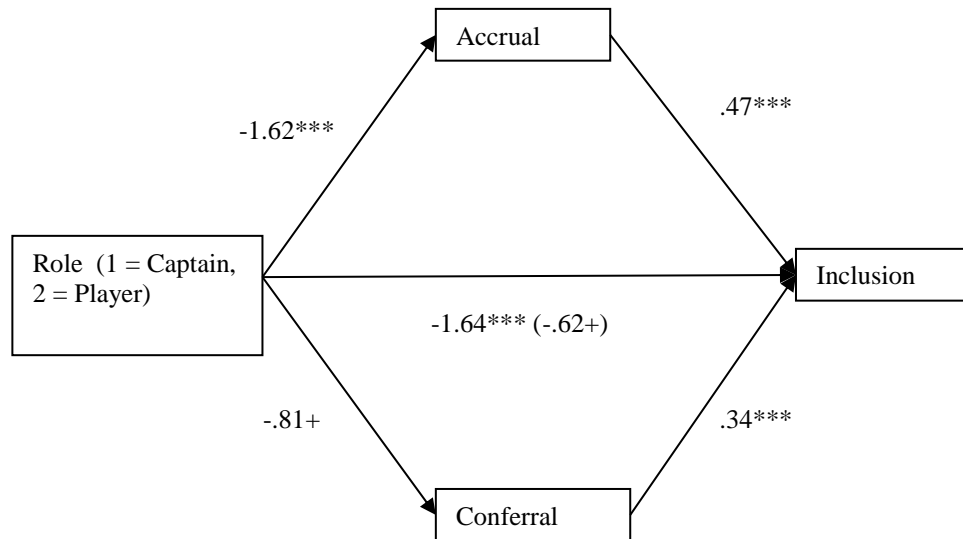 Accrual
-1.62***
.47***
Role (1 = Captain,
2 = Player)
Inclusion
-1.64*** (-.62+)
-.81+
.34***
Conferral